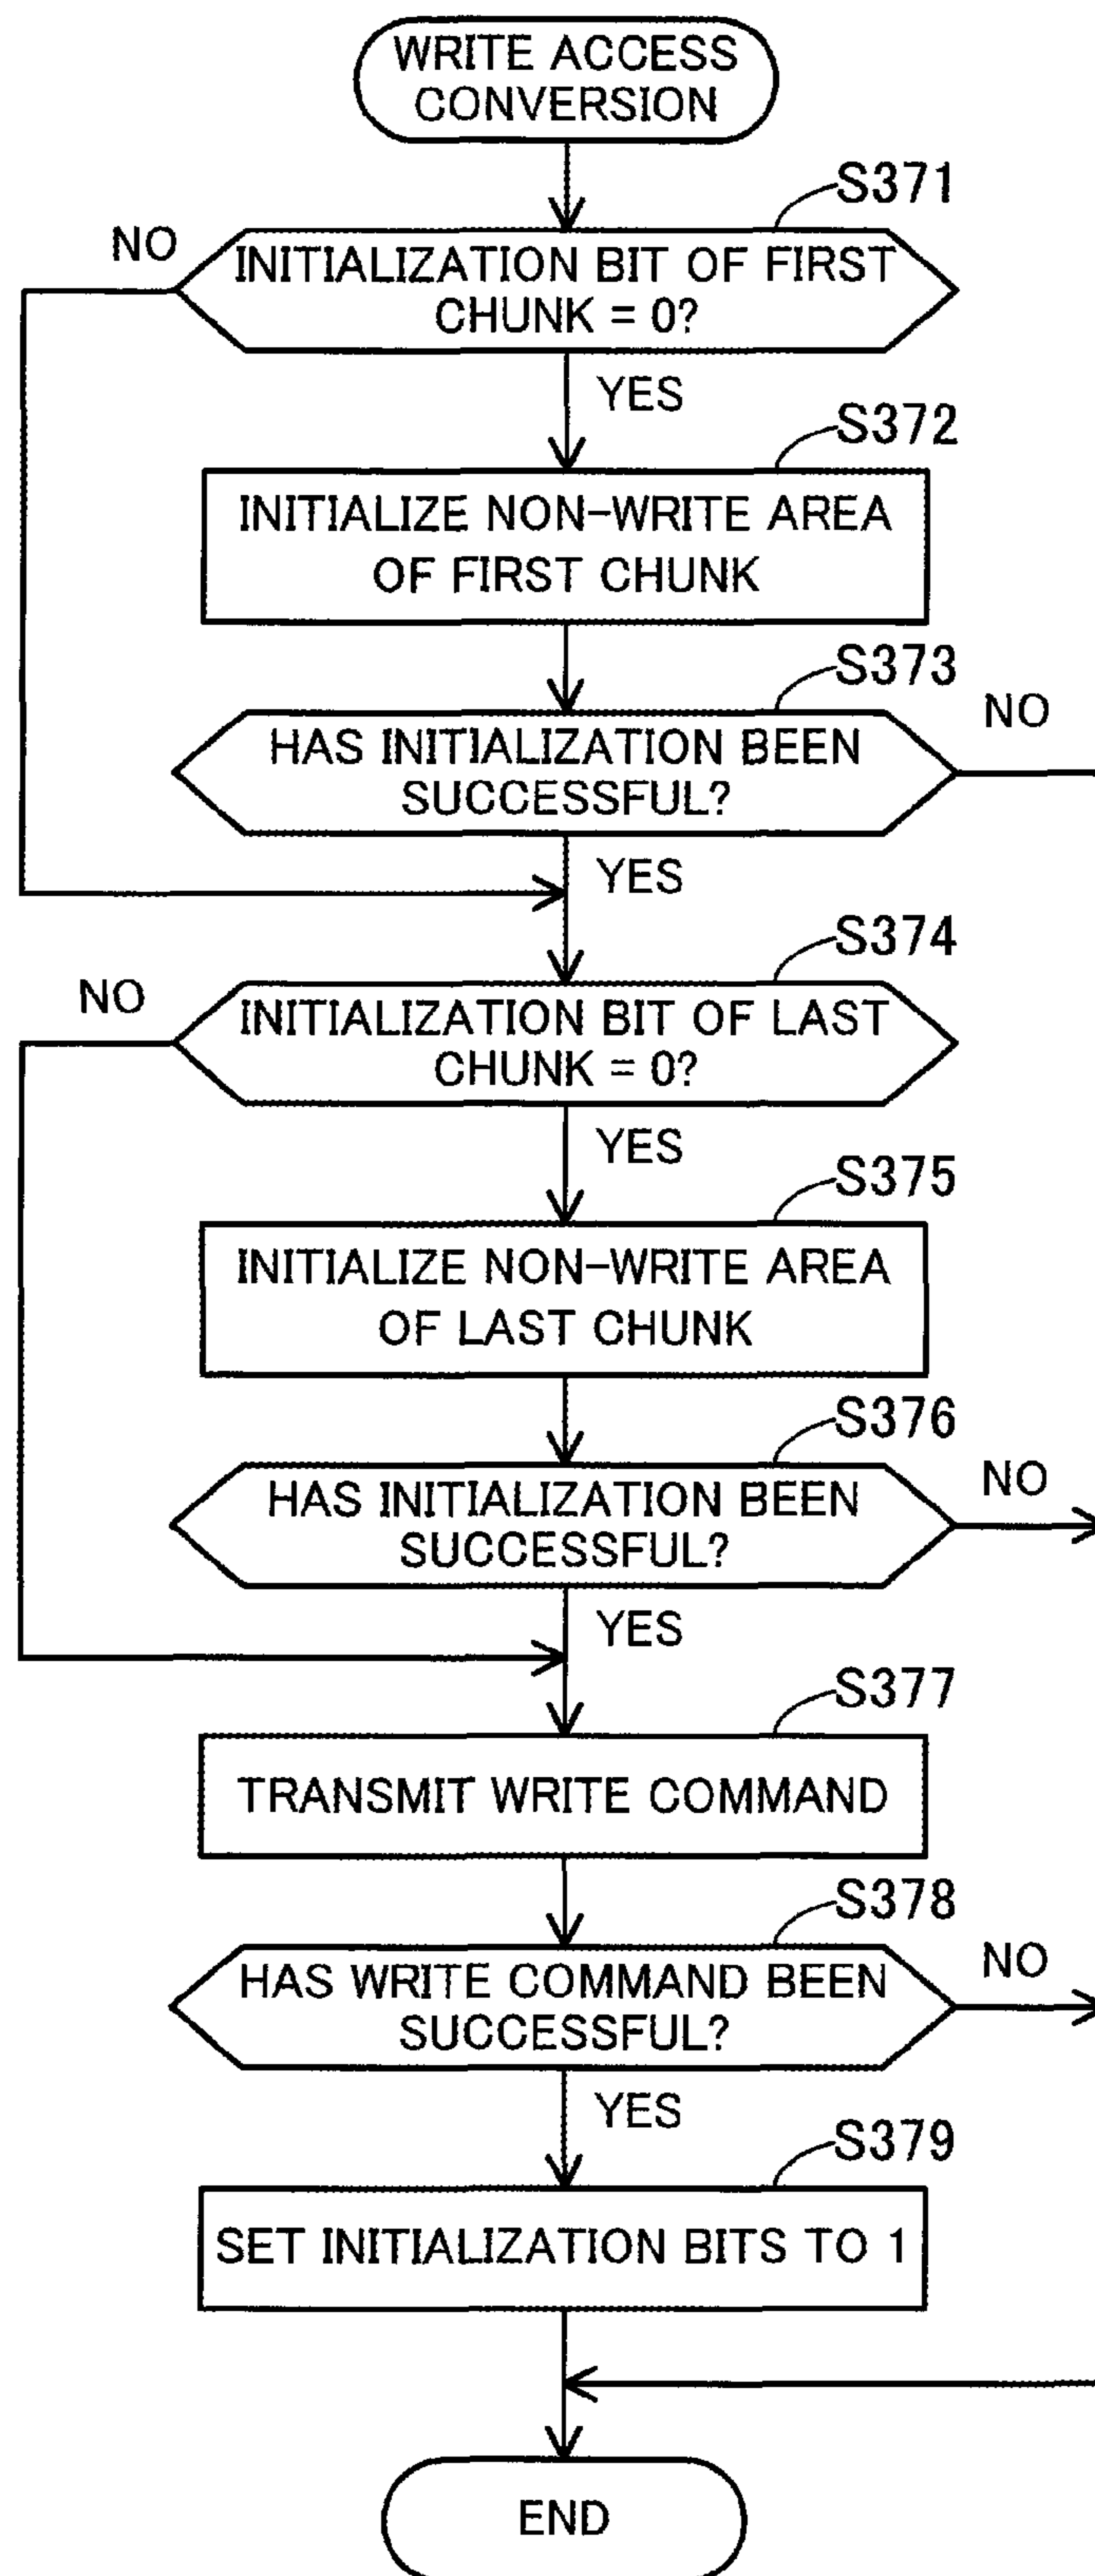 WRITE ACCESS
CONVERSION
S371
NO
INITIALIZATION BIT OF FIRST
CHUNK = 0?
YES
S372
INITIALIZE NON-WRITE AREA
OF FIRST CHUNK
S373
NO
HAS INITIALIZATION BEEN
SUCCESSFUL?
YES
S374
NO
INITIALIZATION BIT OF LAST
CHUNK = 0?
YES
S375
INITIALIZE NON-WRITE AREA
OF LAST CHUNK
S376
NO
HAS INITIALIZATION BEEN
SUCCESSFUL?
YES
S377
TRANSMIT WRITE COMMAND
S378
NO
HAS WRITE COMMAND BEEN
SUCCESSFUL?
YES
S379
SET INITIALIZATION BITS TO 1
END